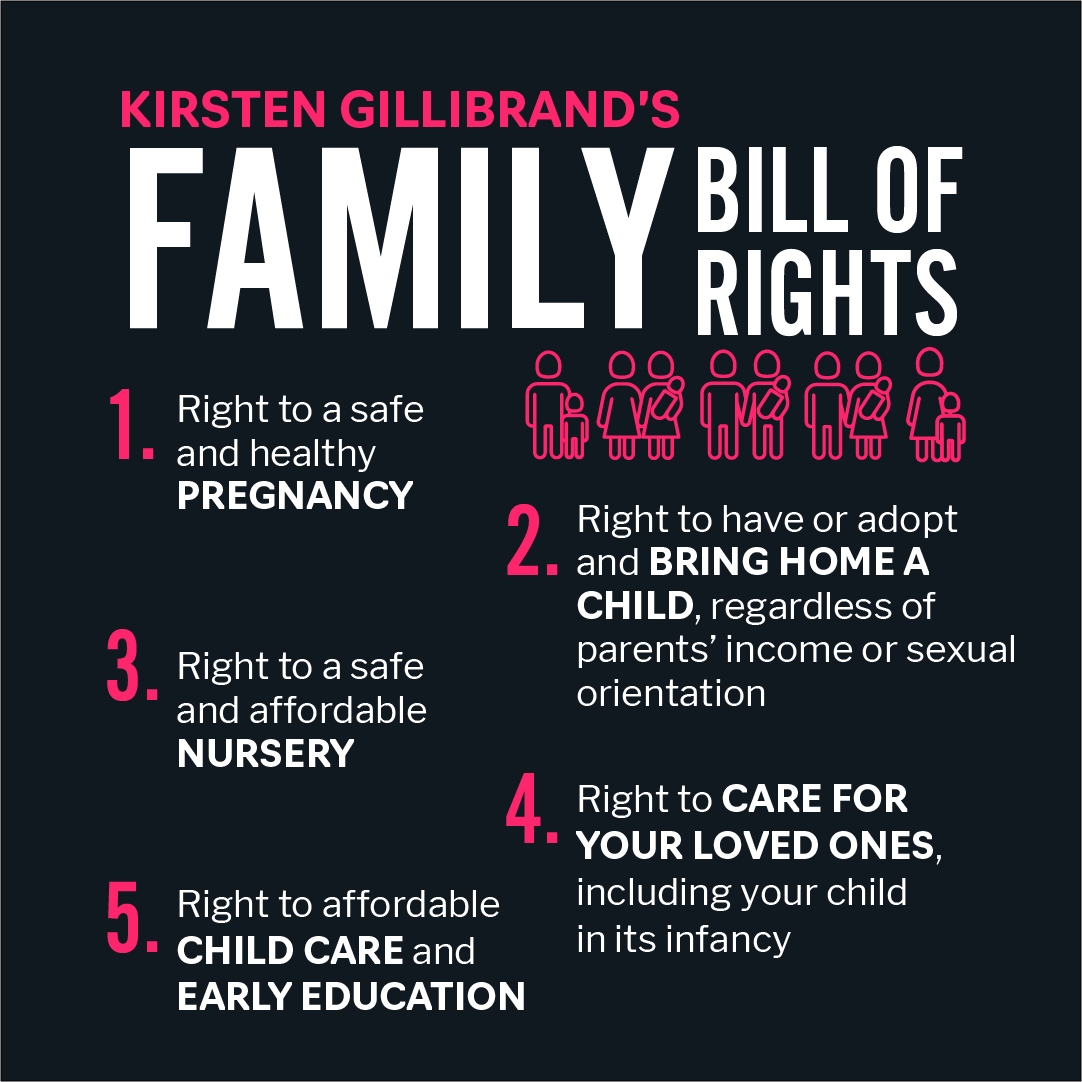 KIRSTEN GILLIBRAND'S
FAMILY BILL OF
RIGHTS
1. Right to a safe
and healthy
PREGNANCY
2. Right to have or adopt
and BRING HOME A
CHILD, regardless of
parents’ income or sexual
orientation
3. Right to a safe
and affordable
NURSERY
4. Right to CARE FOR
YOUR LOVED ONES,
including your child
in its infancy
5. Right to affordable
CHILD CARE and
EARLY EDUCATION